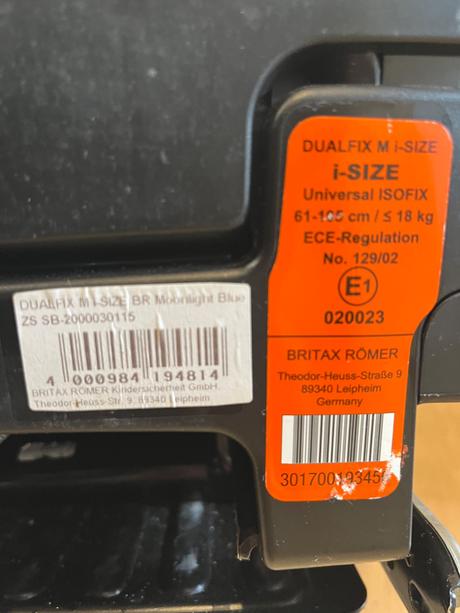 DUALFIX M i-SIZE BR Moonlight Blue
ZS SB-2000030115
4 000984 194814
BRITAX RÖMER Kindersicherheit GmbH.
Theodor-Heuss-Str. 9, 89340 Leipheim
DUALFIX M i-SIZE
i-SIZE
Universal ISOFIX
61-105 cm / ≤ 18 kg
ECE-Regulation
No. 129/02
E1
020023
BRITAX RÖMER
Theodor-Heuss-Straße 9
89340 Leipheim
Germany